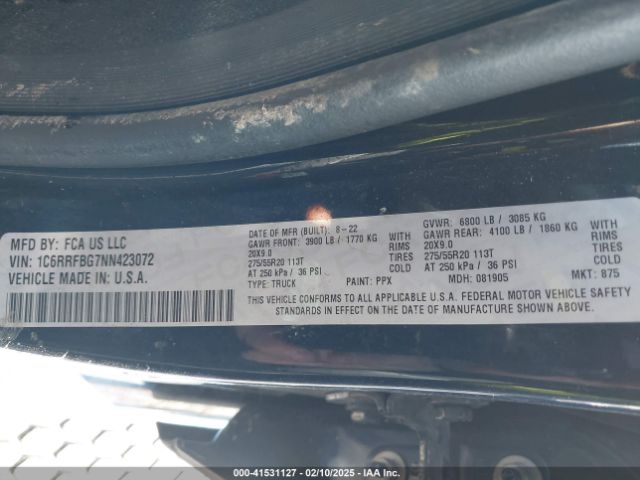 MFD BY: FCA US LLC
VIN: 1C6RRFBG7NN423072
VEHICLE MADE IN U.S.A.
DATE OF MFR (BUILT): 8-22
GAWR FRONT: 3900 LB / 1770 KG WITH
20X9.0 RIMS
275/55R20 113T TIRES
AT 250 kPa / 36 PSI COLD
TYPE: TRUCK PAINT: PPX
GVWR: 6800 LB / 3085 KG
GAWR REAR: 4100 LB / 1860 KG WITH
20X9.0 RIMS
275/55R20 113T TIRES
AT 250 kPa / 36 PSI COLD
MDH: 081905 MKT: 875
THIS VEHICLE CONFORMS TO ALL APPLICABLE U.S.A. FEDERAL MOTOR VEHICLE SAFETY
STANDARDS IN EFFECT ON THE DATE OF MANUFACTURE SHOWN ABOVE.
000-41531127 - 02/10/2025 - IAA Inc.